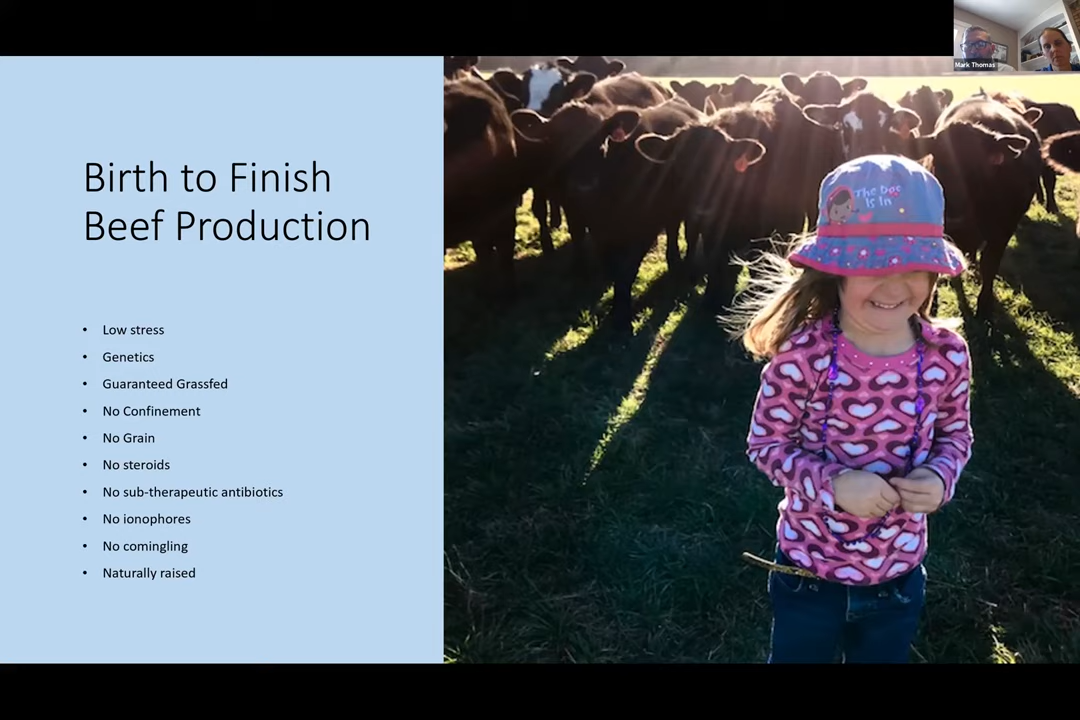 Mark Thomas
Birth to Finish
Beef Production
• Low stress
• Genetics
• Guaranteed Grassfed
• No Confinement
• No Grain
• No steroids
• No sub-therapeutic antibiotics
• No ionophores
• No comingling
• Naturally raised
The Doc
Is In